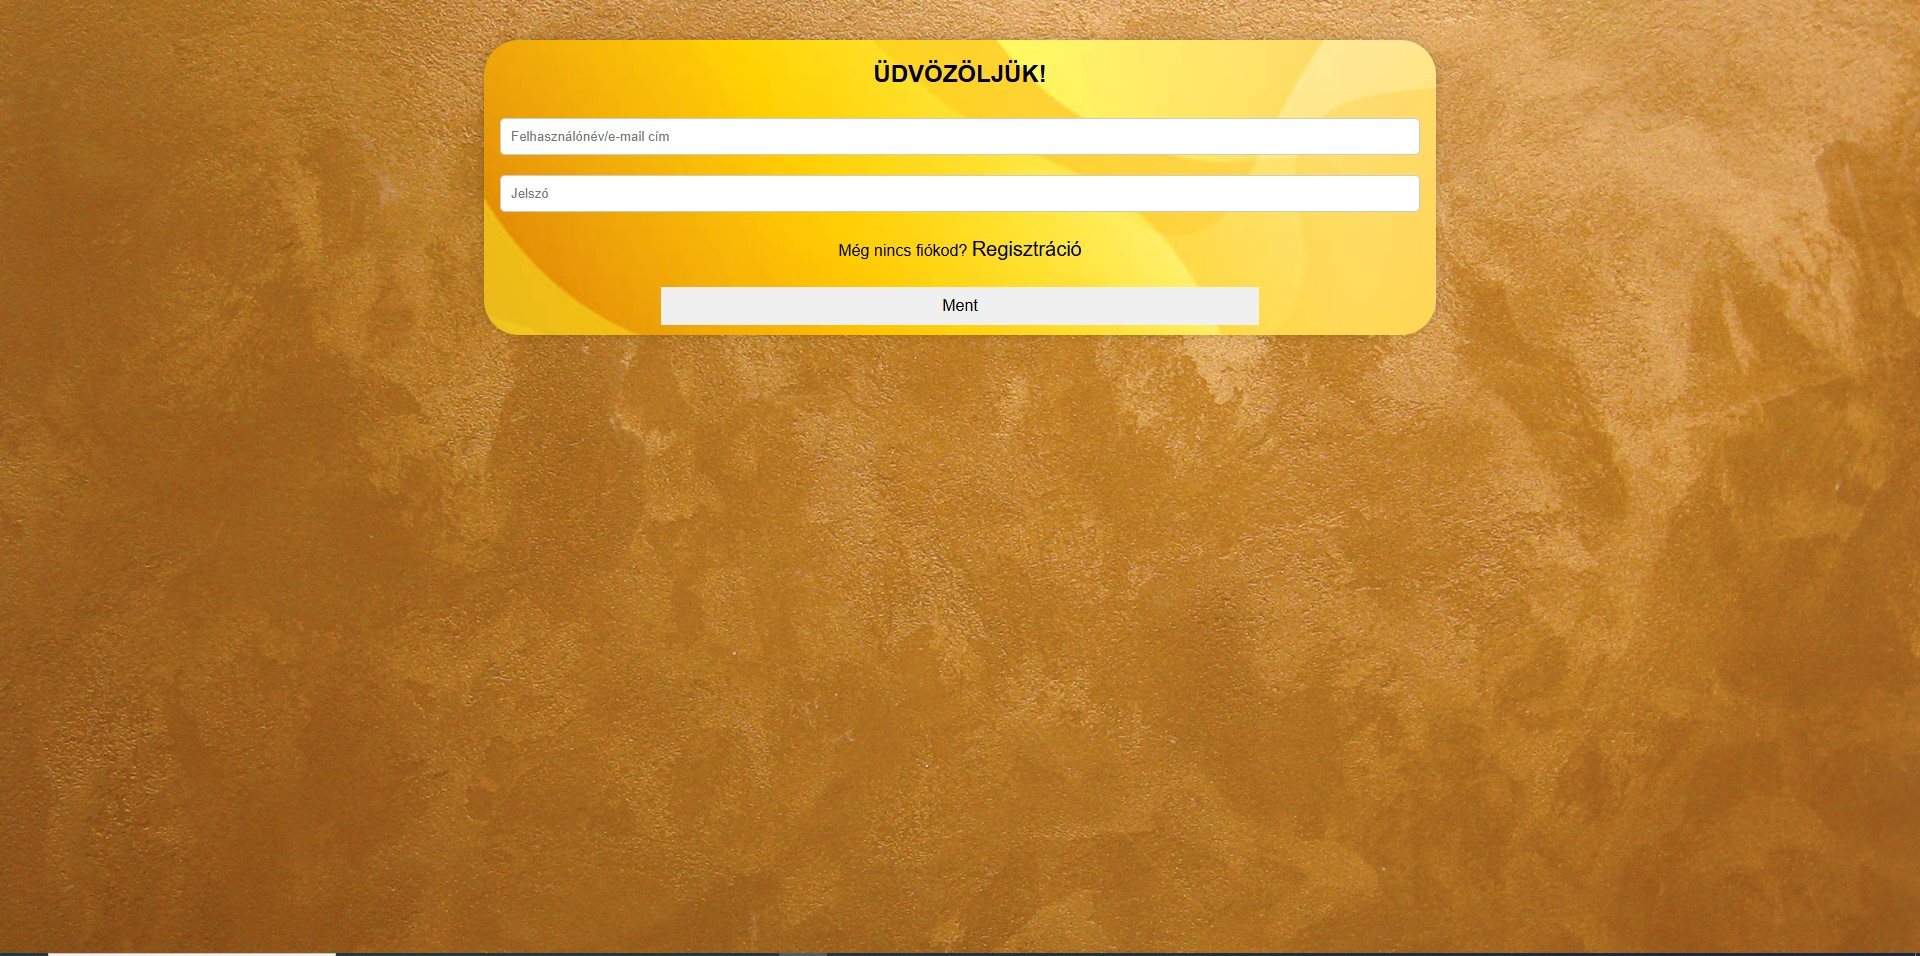 ÜDVÖZÖLJÜK!
Felhasználónév/e-mail cím
Jelszó
Még nincs fiókod? Regisztráció
Ment